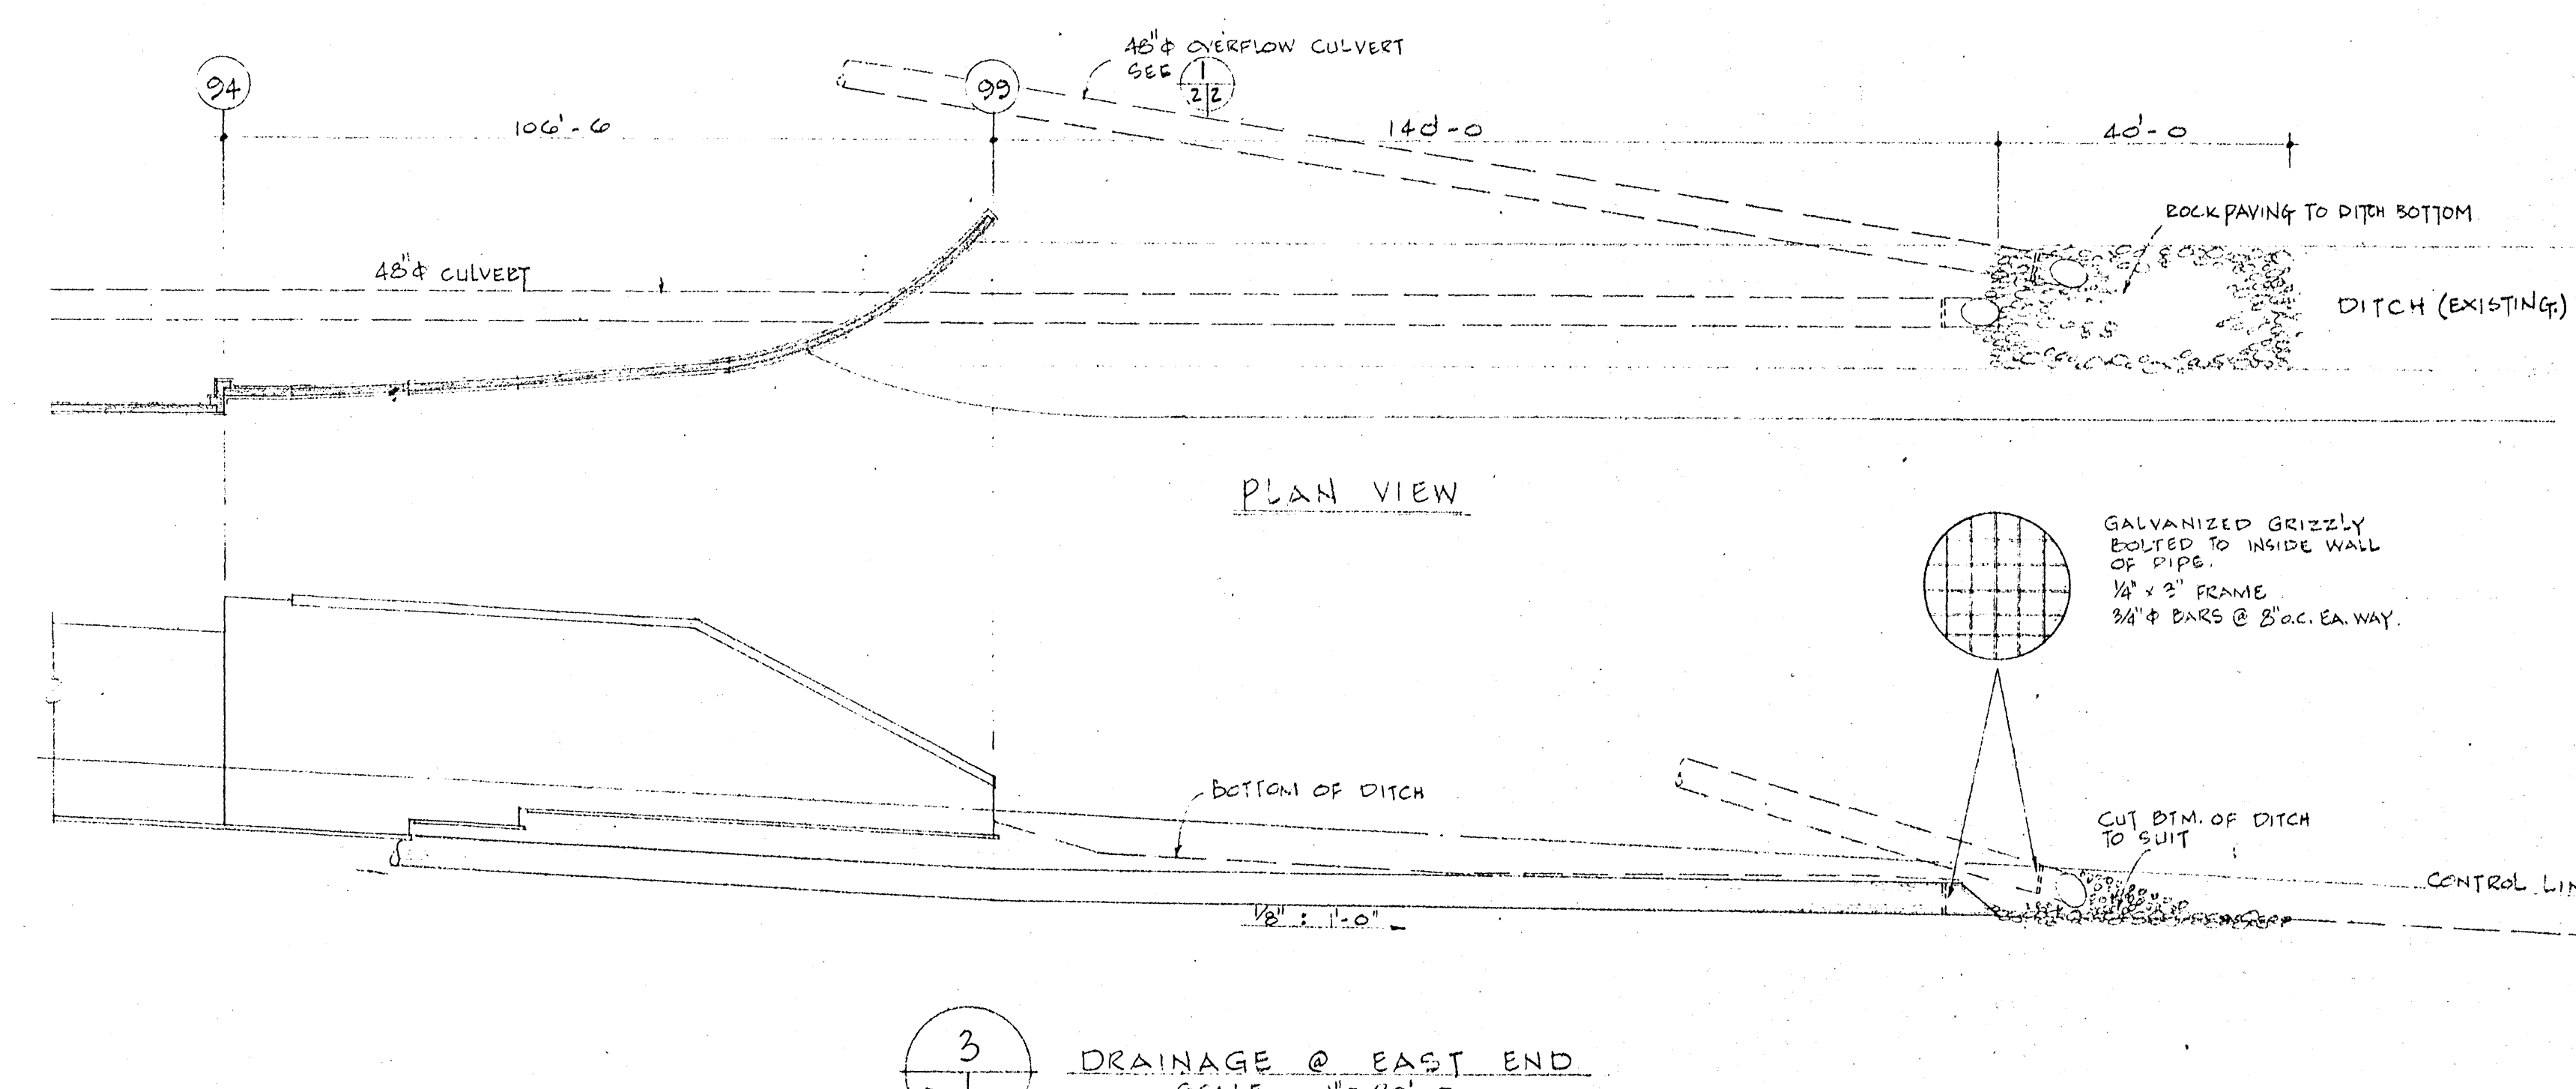 48"⌀ OVERFLOW CULVERT
SEE 1
2 2
94
99
106'-6
140'-0
40'-0
ROCK PAVING TO DITCH BOTTOM
48"⌀ CULVERT
DITCH (EXISTING)
PLAN VIEW
GALVANIZED GRIZZLY
BOLTED TO INSIDE WALL
OF PIPE.
1/4" x 3" FRAME
3/4"⌀ BARS @ 8" O.C. EA. WAY.
BOTTOM OF DITCH
CUT BTM. OF DITCH
TO SUIT
CONTROL LIN
1/8" : 1'-0"
3
1
DRAINAGE @ EAST END
SCALE